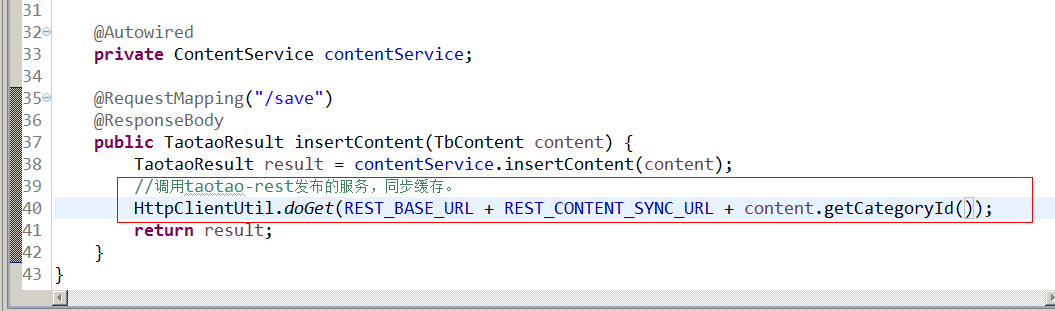 31
32 @Autowired
33 private ContentService contentService;
34
35 @RequestMapping("/save")
36 @ResponseBody
37 public TaotaoResult insertContent(TbContent content) {
38 TaotaoResult result = contentService.insertContent(content);
39 //调用taotao-rest发布的服务，同步缓存。
40 HttpClientUtil.doGet(REST_BASE_URL + REST_CONTENT_SYNC_URL + content.getCategoryId());
41 return result;
42 }
43 }